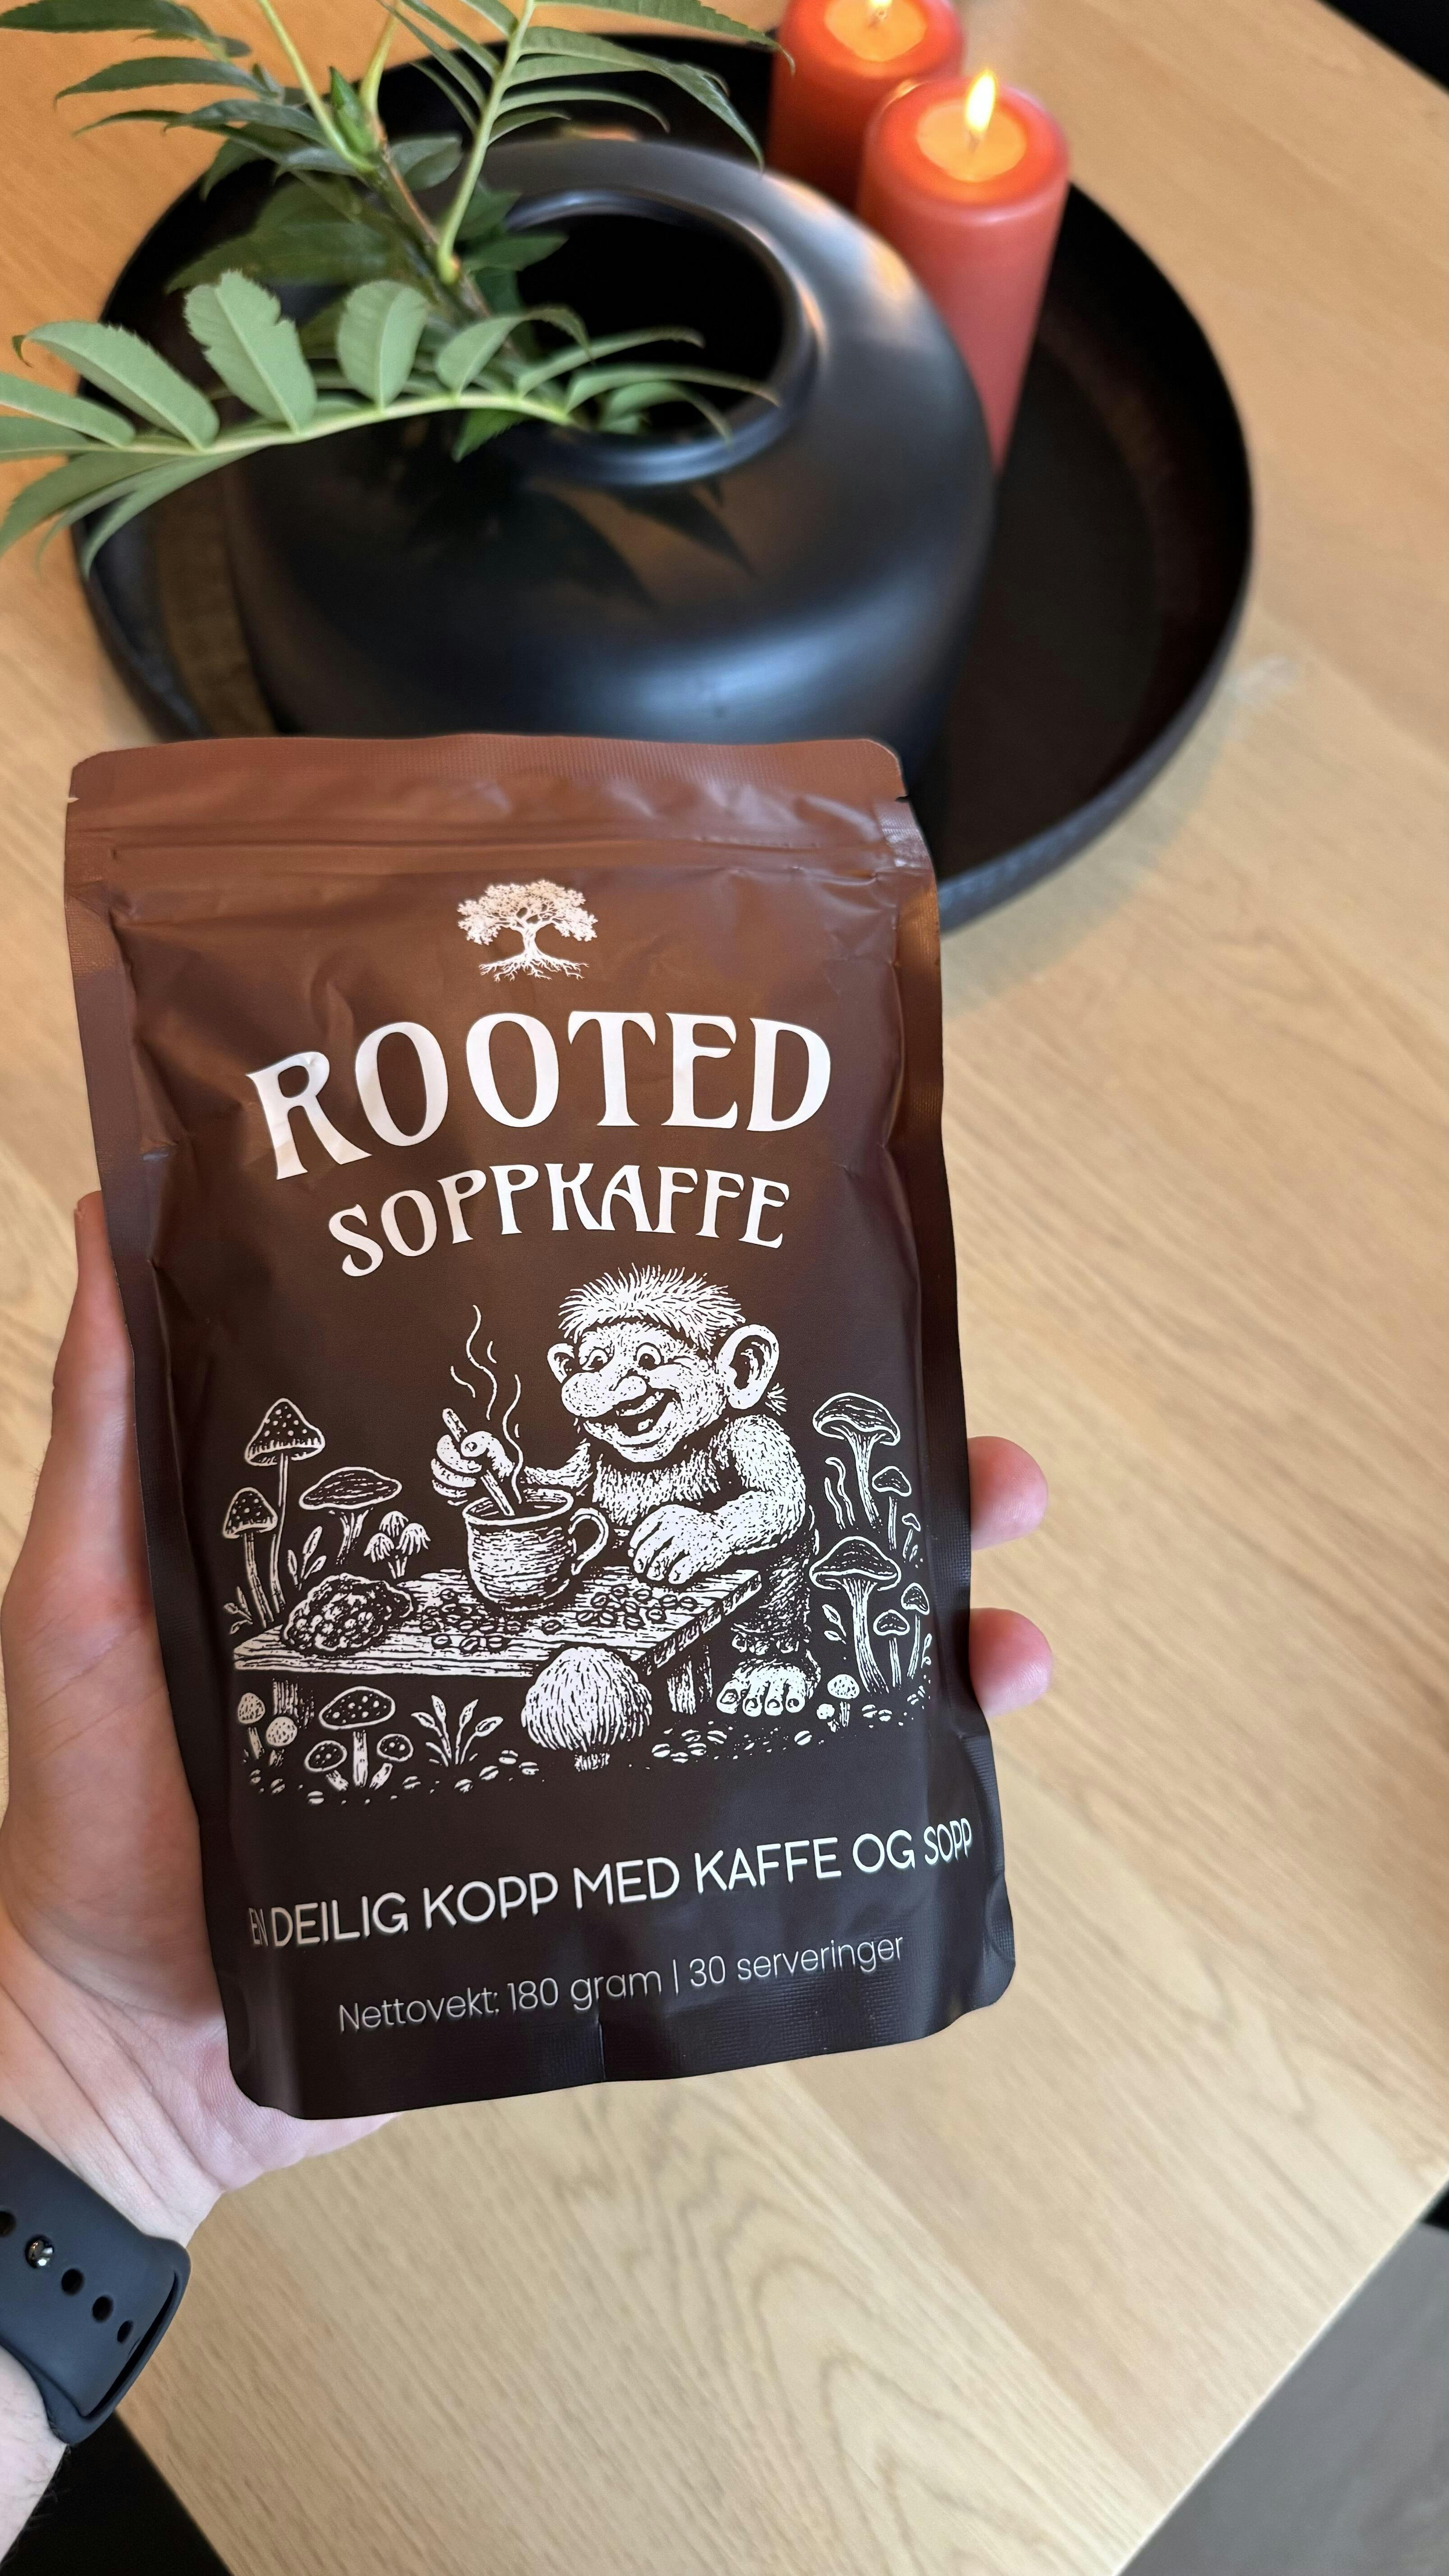 ROOTED
SOPPKAFFE
EN DEILIG KOPP MED KAFFE OG SOPP
Nettovekt: 180 gram | 30 serveringer